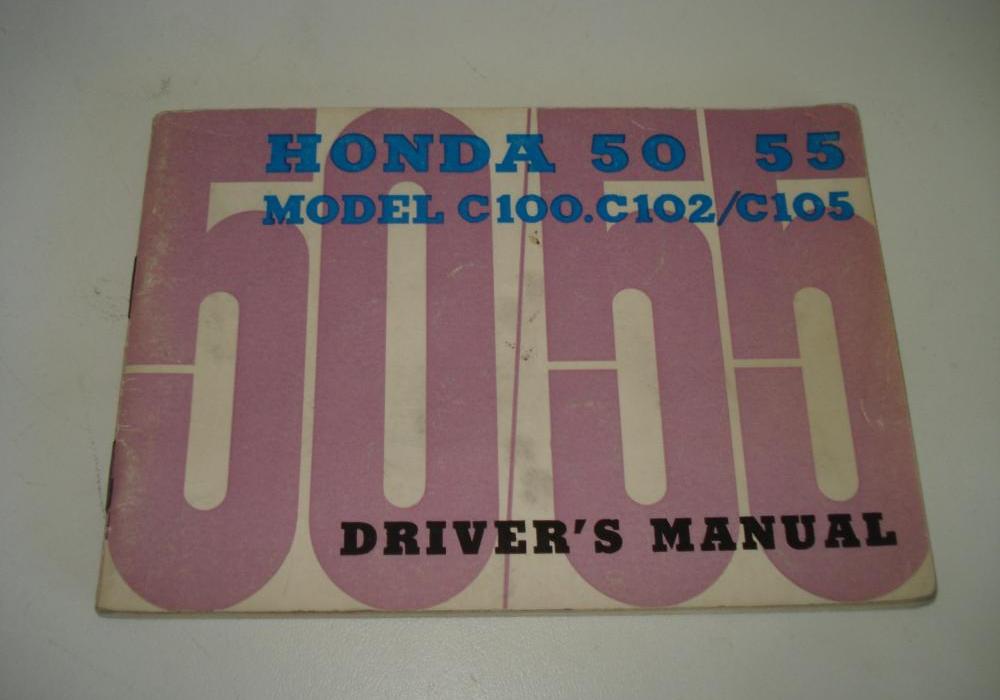 HONDA 50 55
MODEL C100.C102/C105
50/55
DRIVER'S MANUAL